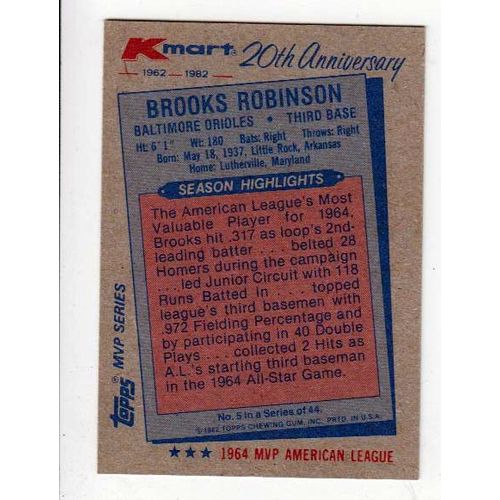 Kmart® 20th Anniversary
1962 — 1982
BROOKS ROBINSON
BALTIMORE ORIOLES • THIRD BASE
Ht: 6'1" Wt: 180 Bats: Right Throws: Right
Born: May 18, 1937, Little Rock, Arkansas
Home: Lutherville, Maryland
SEASON HIGHLIGHTS
The American League's Most
Valuable Player for 1964,
Brooks hit .317 as loop's 2nd-
leading batter . . . belted 28
Homers during the campaign
. . . led Junior Circuit with 118
Runs Batted In . . . topped
league's third basemen with
.972 Fielding Percentage and
by participating in 40 Double
Plays . . . collected 2 Hits as
A.L.'s starting third baseman
in the 1964 All-Star Game.
No. 5 in a Series of 44.
©1982 TOPPS CHEWING GUM, INC. PRTD. IN U.S.A.
★★★ 1964 MVP AMERICAN LEAGUE
TOPPS® MVP SERIES